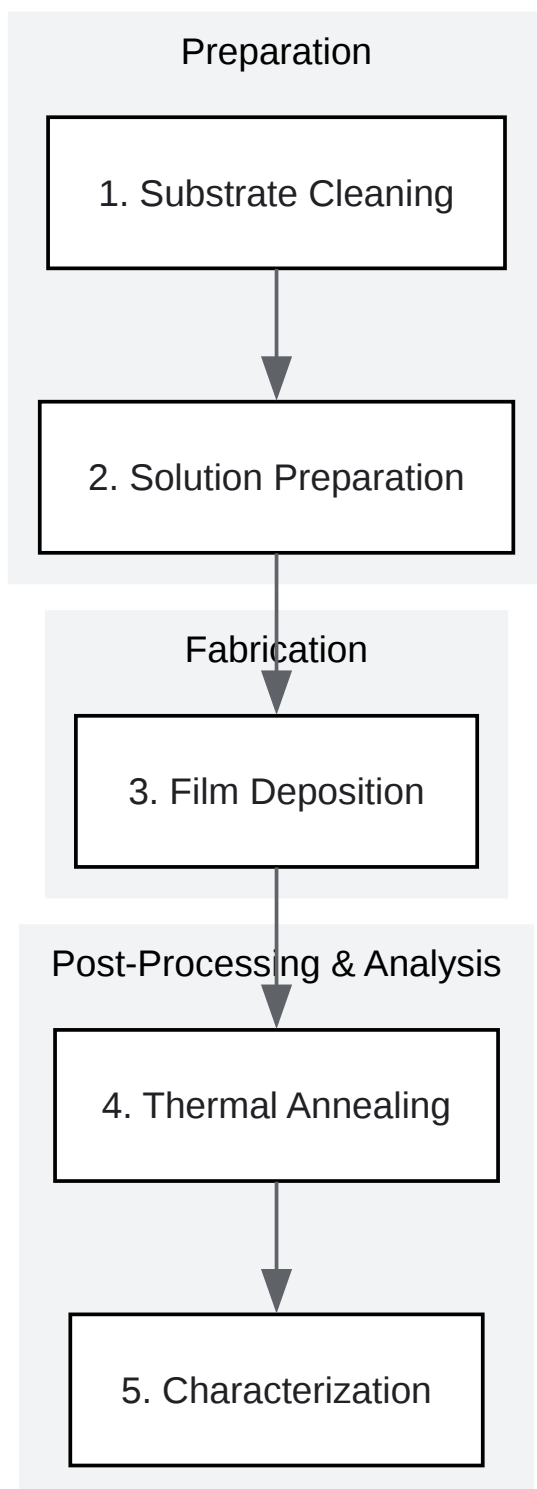 Preparation
1. Substrate Cleaning
2. Solution Preparation
Fabrication
3. Film Deposition
Post-Processing & Analysis
4. Thermal Annealing
5. Characterization